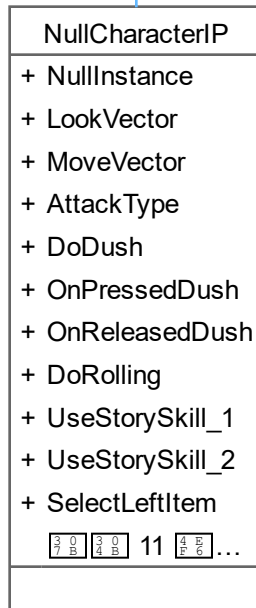 NullCharacterIP
+ NullInstance
+ LookVector
+ MoveVector
+ AttackType
+ DoDush
+ OnPressedDush
+ OnReleasedDush
+ DoRolling
+ UseStorySkill_1
+ UseStorySkill_2
+ SelectLeftItem
11 …